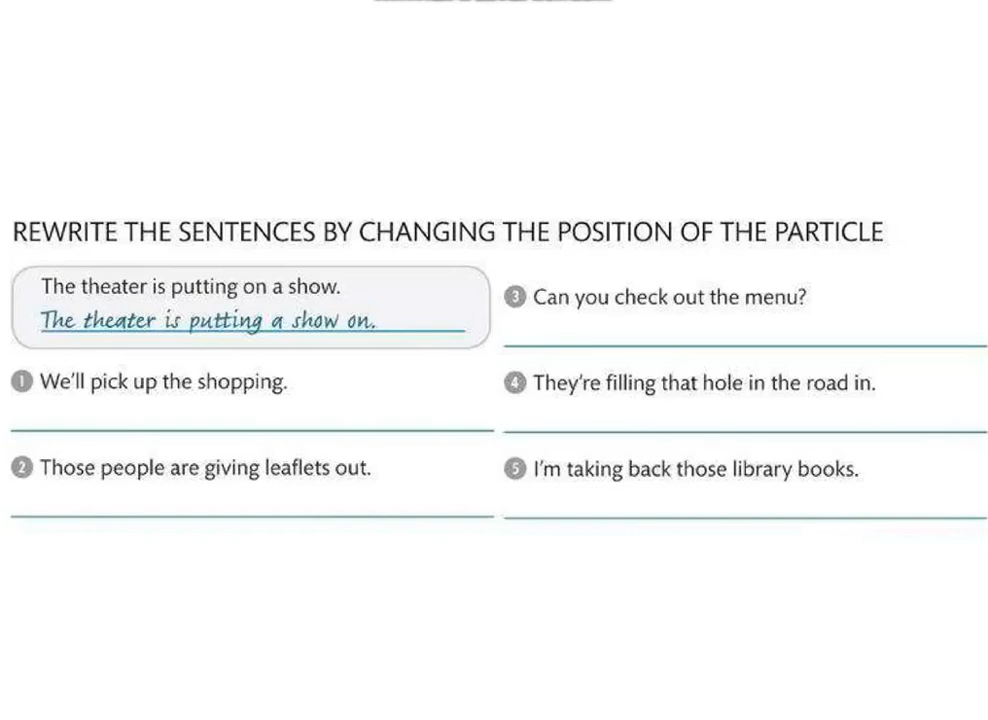 REWRITE THE SENTENCES BY CHANGING THE POSITION OF THE PARTICLE
The theater is putting on a show.
The theater is putting a show on.
1 We'll pick up the shopping.
2 Those people are giving leaflets out.
3 Can you check out the menu?
4 They're filling that hole in the road in.
5 I'm taking back those library books.